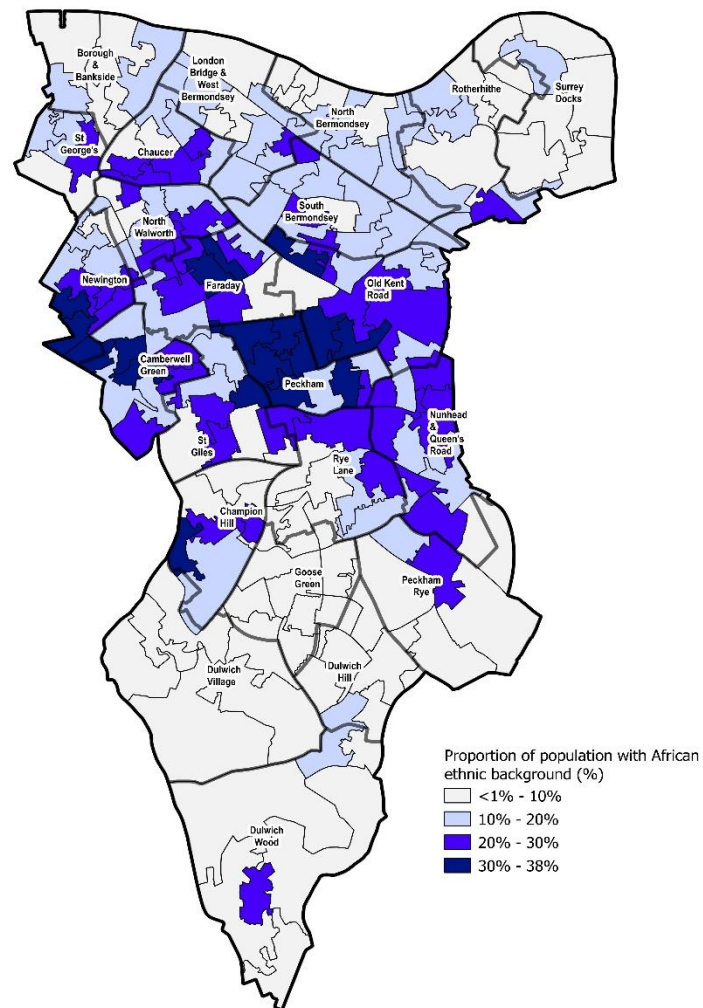 Borough
&
Bankside
London
Bridge &
West
Bermondsey
Rotherhithe
Surrey
Docks
North
Bermondsey
St
George's
Chaucer
South
Bermondsey
North
Walworth
Newington
Faraday
Old Kent
Road
Camberwell
Green
Peckham
Nunhead
&
Queen's
Road
St
Giles
Rye
Lane
Champion
Hill
Goose
Green
Peckham
Rye
Dulwich
Village
Dulwich
Hill
Dulwich
Wood
Proportion of population with African
ethnic background (%)
<1% - 10%
10% - 20%
20% - 30%
30% - 38%